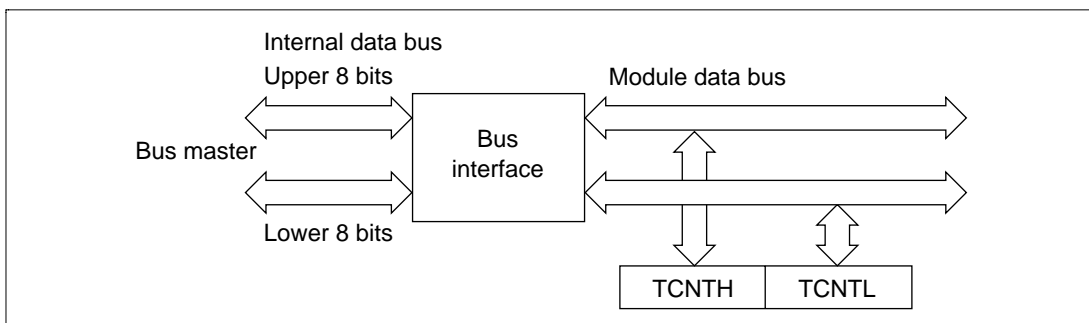 Internal data bus
Upper 8 bits
Module data bus
Bus master
Bus
interface
Lower 8 bits
TCNTH
TCNTL